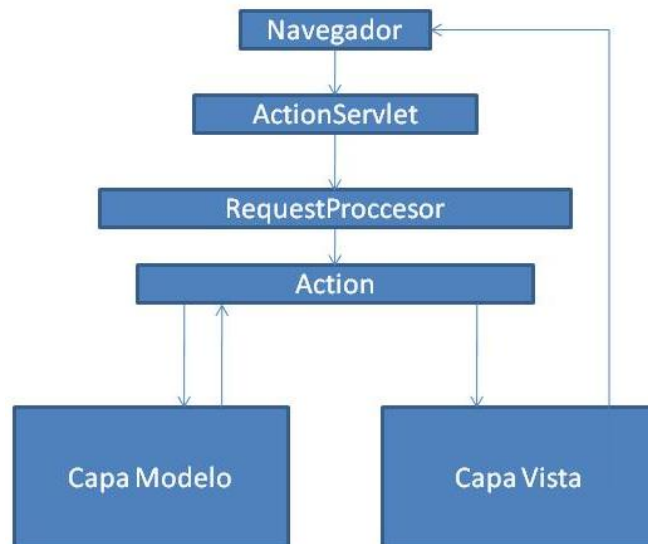 Navegador
ActionServlet
RequestProccesor
Action
Capa Modelo
Capa Vista